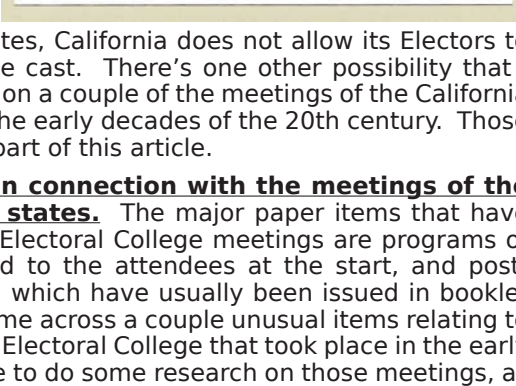 tes, California does not allow its Electors t
e cast.  There's one other possibility that
on a couple of the meetings of the Californi
he early decades of the 20th century.  Thos
part of this article.
n connection with the meetings of the
states.  The major paper items that hav
Electoral College meetings are programs o
d to the attendees at the start, and post
which have usually been issued in bookle
me across a couple unusual items relating t
Electoral College that took place in the earl
e to do some research on those meetings, a